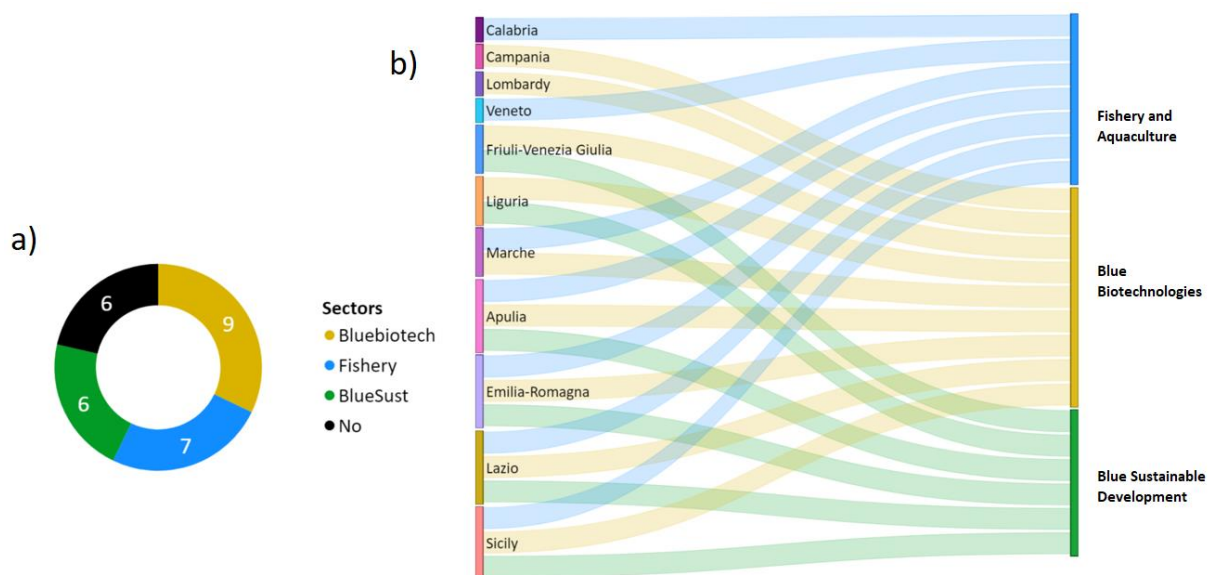 a)
6
9
6
7
Sectors
Bluebiotech
Fishery
BlueSust
No
b)
Calabria
Campania
Lombardy
Veneto
Friuli-Venezia Giulia
Liguria
Marche
Apulia
Emilia-Romagna
Lazio
Sicily
Fishery and
Aquaculture
Blue
Biotechnologies
Blue Sustainable
Development